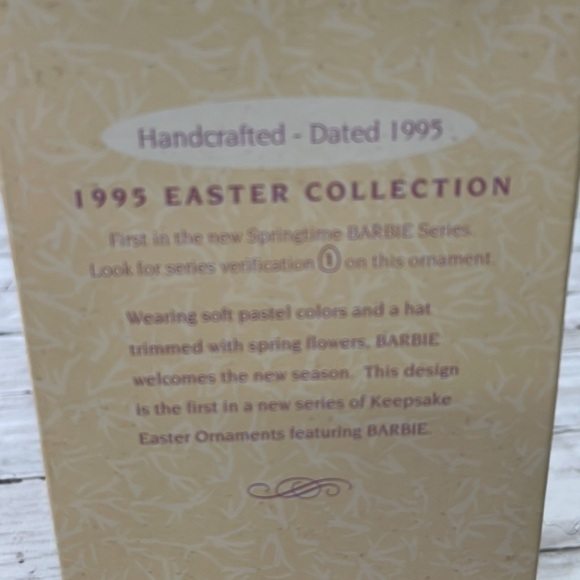 Handcrafted - Dated 1995
1995 EASTER COLLECTION
First in the new Springtime BARBIE Series.
Look for series verification 1 on this ornament.
Wearing soft pastel colors and a hat
trimmed with spring flowers, BARBIE
welcomes the new season. This design
is the first in a new series of Keepsake
Easter Ornaments featuring BARBIE.